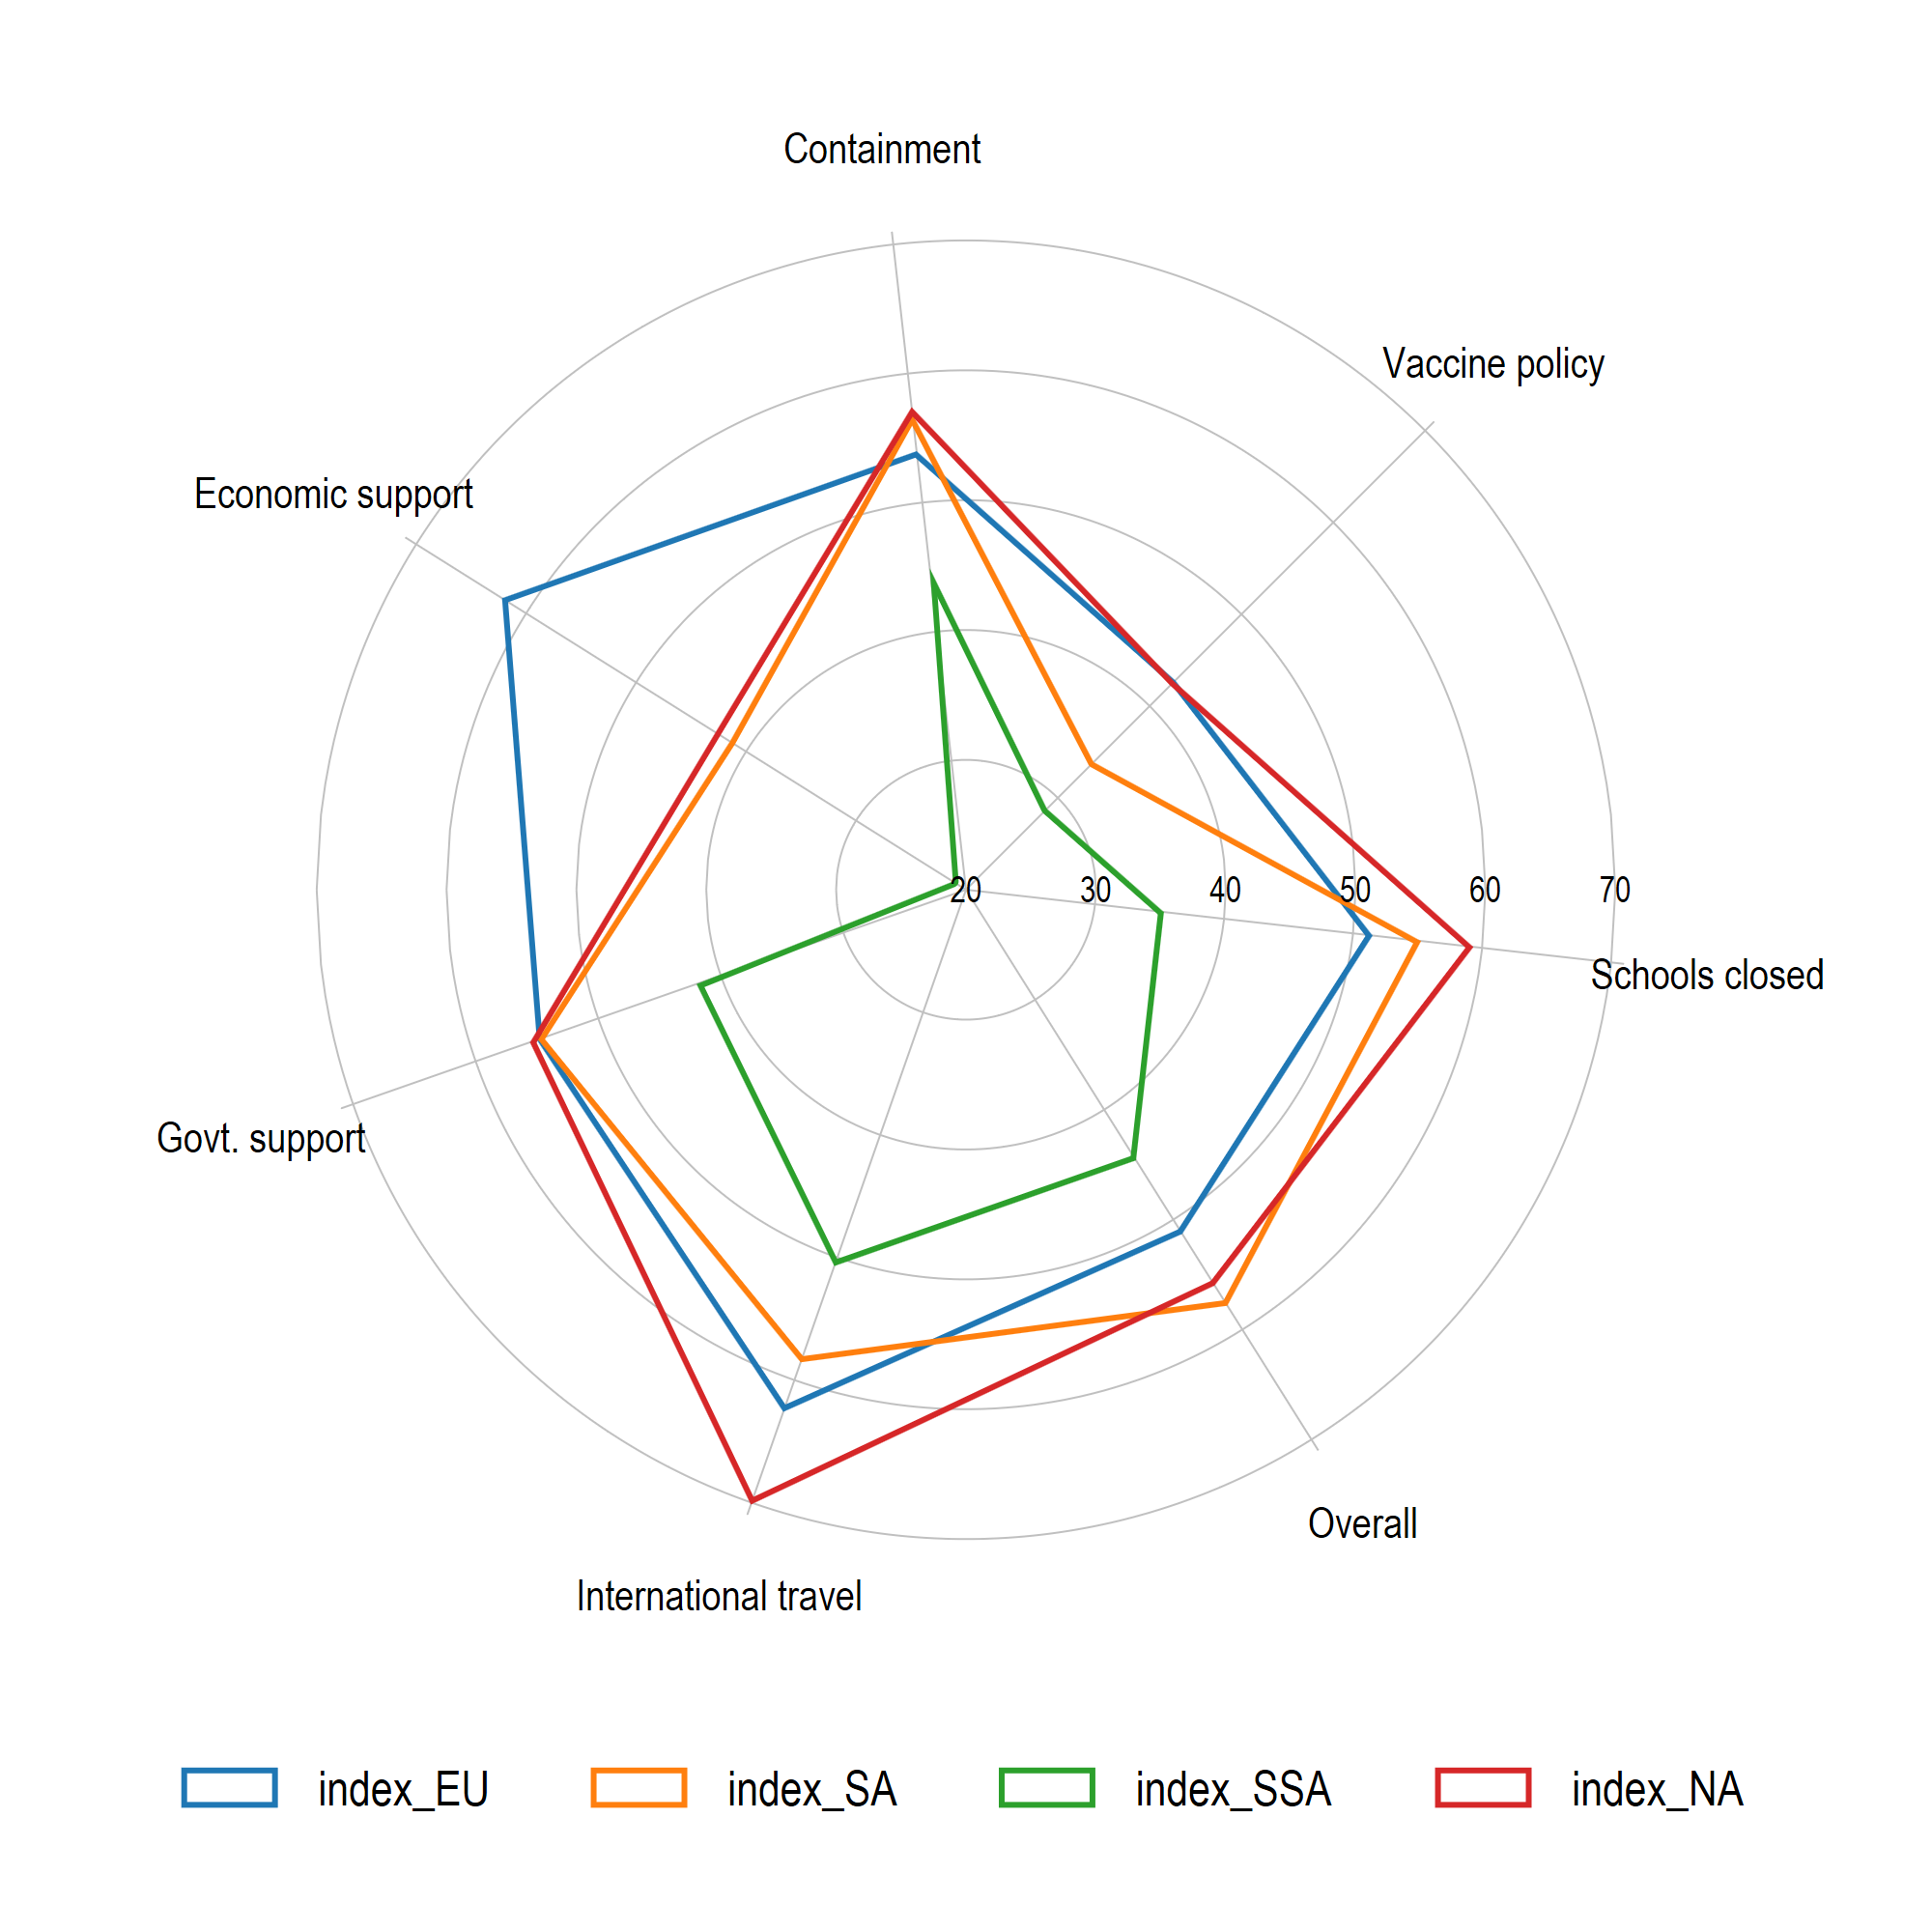 Containment
Vaccine policy
Economic support
20 30 40 50 60 70
Schools closed
Govt. support
Overall
International travel
index_EU index_SA index_SSA index_NA